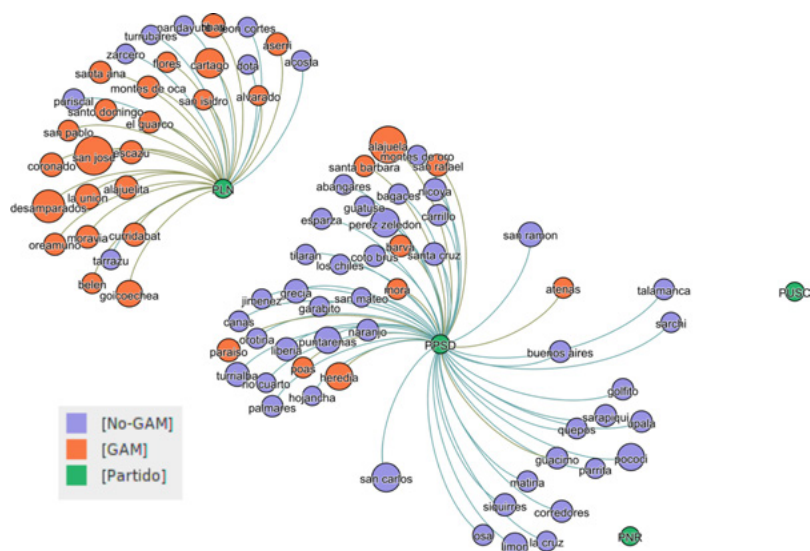 nandayure
leon cortes
turrubares
aserri
zarcero
flores
cartago
dota
acosta
santa ana
montes de oca
puriscal
san isidro
alvarado
santo domingo
el guarco
san pablo
san jose
escazu
coronado
PLN
alajuelita
la union
desamparados
curridabat
moravia
oreamuno
tarrazu
belen
goicoechea
alajuela
montes de oro
santa barbara
san rafael
abangares
nicoya
bagaces
guatuso
carrillo
esparza
perez zeledon
san ramon
barva
santa cruz
tilaran
coto brus
los chiles
mora
atenas
talamanca
PUSC
grecia
jimenez
san mateo
garabito
canas
sarchi
orotina
naranjo
puntarenas
PPSD
paraiso
liberia
buenos aires
poas
turrialba
rio cuarto
heredia
hojancha
palmares
golfito
sarapiqui
upala
quepos
guacimo
pococi
parrita
san carlos
matina
siquirres
corredores
osa
limon
la cruz
PNR
[No-GAM]
[GAM]
[Partido]